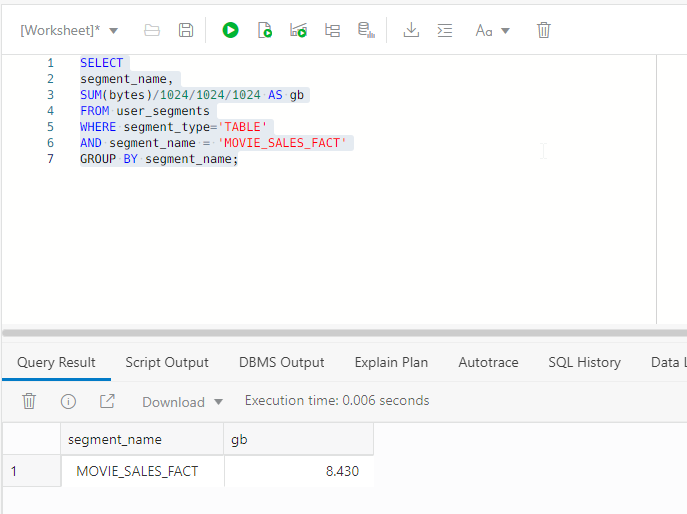 [Worksheet]*
Aa
1 SELECT
2 segment_name,
3 SUM(bytes)/1024/1024/1024 AS gb
4 FROM user_segments
5 WHERE segment_type='TABLE'
6 AND segment_name = 'MOVIE_SALES_FACT'
7 GROUP BY segment_name;
Query Result Script Output DBMS Output Explain Plan Autotrace SQL History Data L
Download Execution time: 0.006 seconds
segment_name gb
1 MOVIE_SALES_FACT 8.430